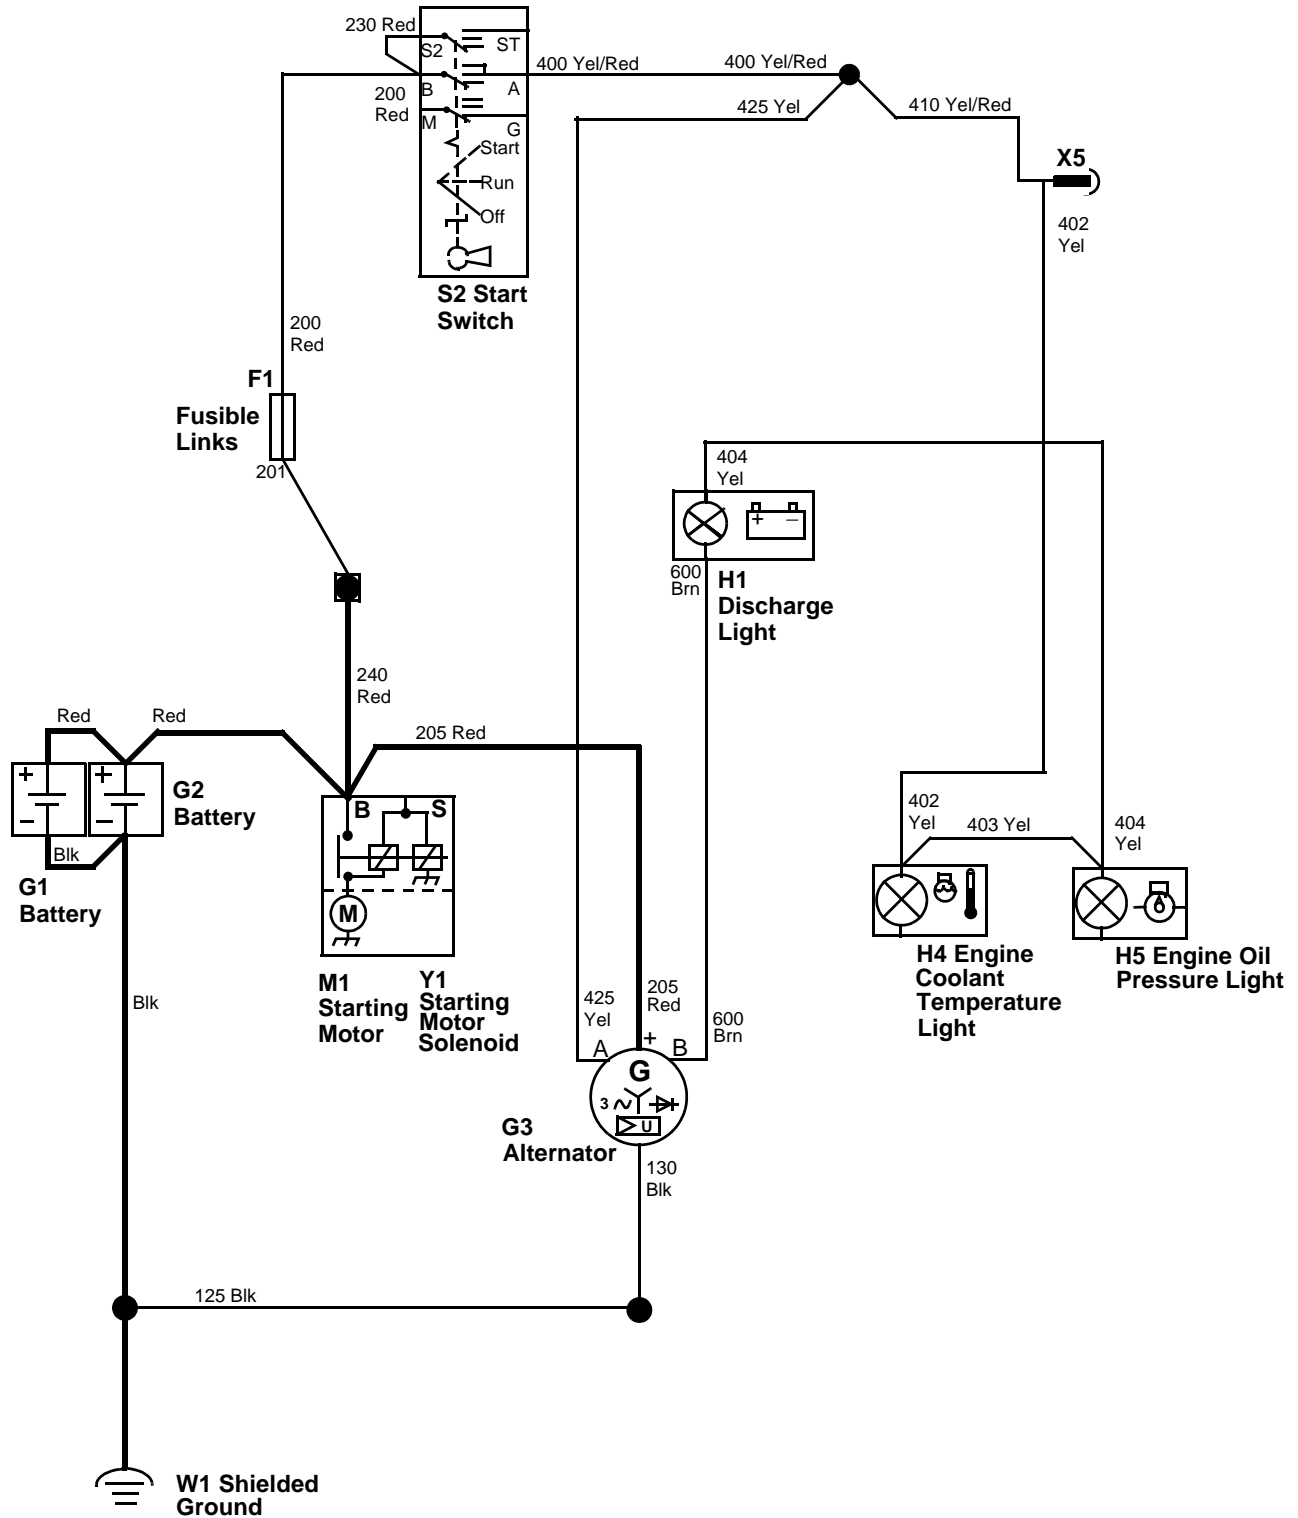 230 Red
S2
ST
400 Yel/Red
400 Yel/Red
200
Red
B
A
425 Yel
410 Yel/Red
M
G
Start
Run
Off
X5
402
Yel
S2 Start
Switch
200
Red
F1
Fusible
Links
201
404
Yel
+ –
600
Brn
H1
Discharge
Light
240
Red
Red
Red
205 Red
+
–
+
–
G2
Battery
Blk
G1
Battery
B
S
M
M1
Starting
Motor
Y1
Starting
Motor
Solenoid
402
Yel
403 Yel
404
Yel
H4 Engine
Coolant
Temperature
Light
H5 Engine Oil
Pressure Light
Blk
425
Yel
205
Red
600
Brn
A
+
B
G
3
U
G3
Alternator
130
Blk
125 Blk
W1 Shielded
Ground